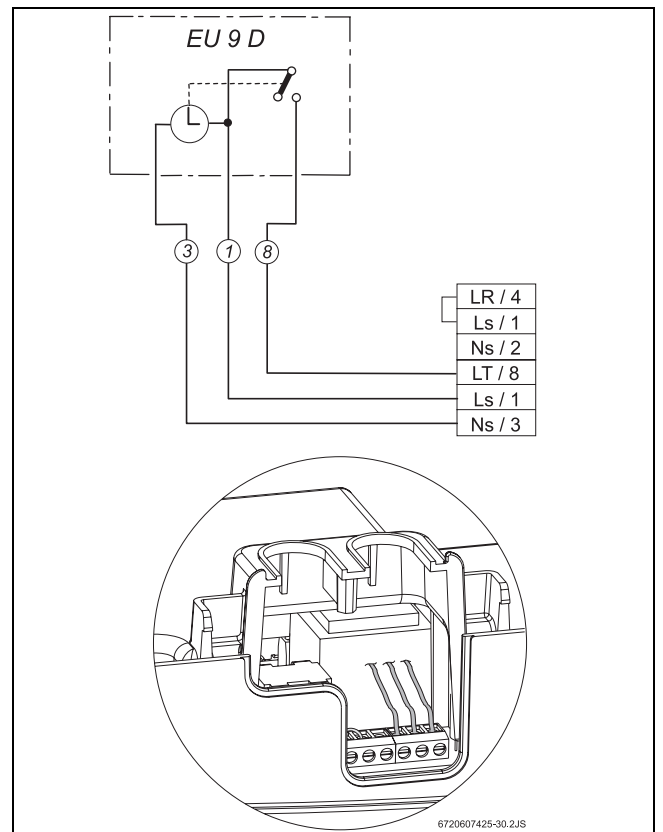 EU 9 D
3 1 8
LR / 4
Ls / 1
Ns / 2
LT / 8
Ls / 1
Ns / 3
6720607425-30.2JS